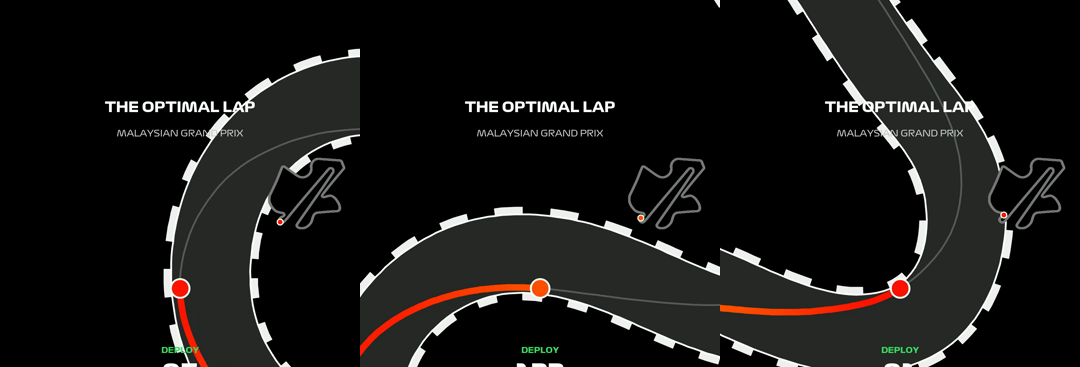 THE OPTIMAL LAP
MALAYSIAN GRAND PRIX
DEPLOY
THE OPTIMAL LAP
MALAYSIAN GRAND PRIX
DEPLOY
THE OPTIMAL LAP
MALAYSIAN GRAND PRIX
DEPLOY